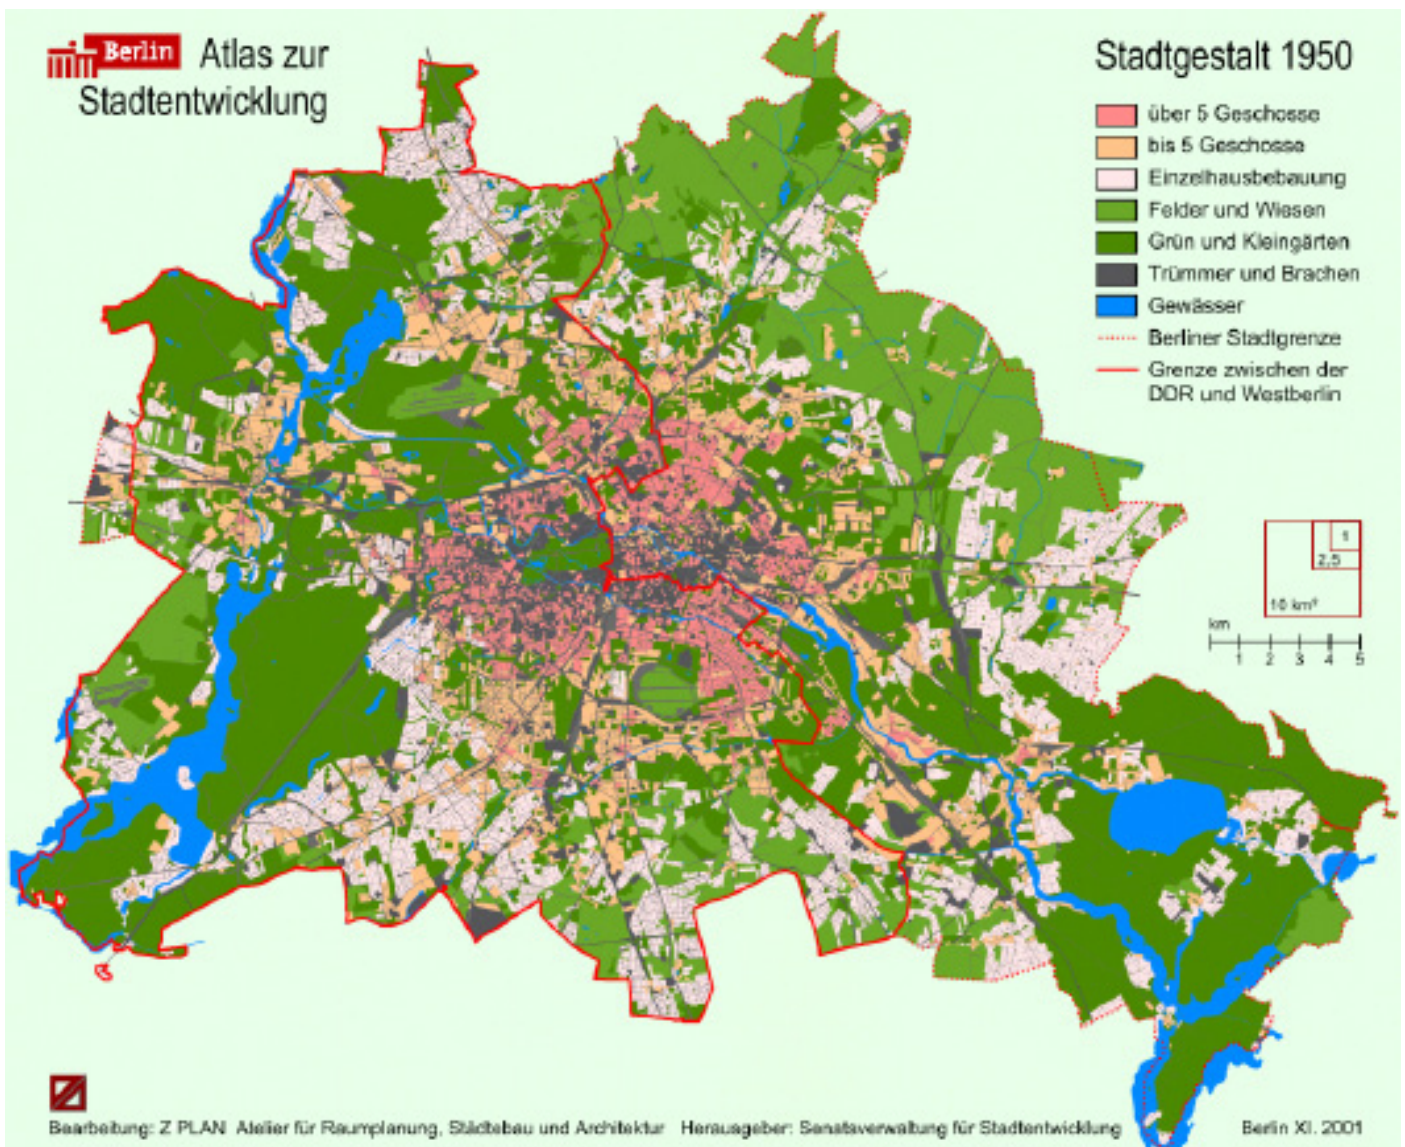 Berlin
Atlas zur
Stadtentwicklung
Stadtgestalt 1950
über 5 Geschosse
bis 5 Geschosse
Einzelhausbebauung
Felder und Wiesen
Grün und Kleingärten
Trümmer und Brachen
Gewässer
Berliner Stadtgrenze
Grenze zwischen der
DDR und Westberlin
1
2,5
10 km²
km
1 2 3 4 5
Bearbeitung: Z PLAN Atelier für Raumplanung, Städtebau und Architektur Herausgeber: Senatsverwaltung für Stadtentwicklung Berlin XI. 2001